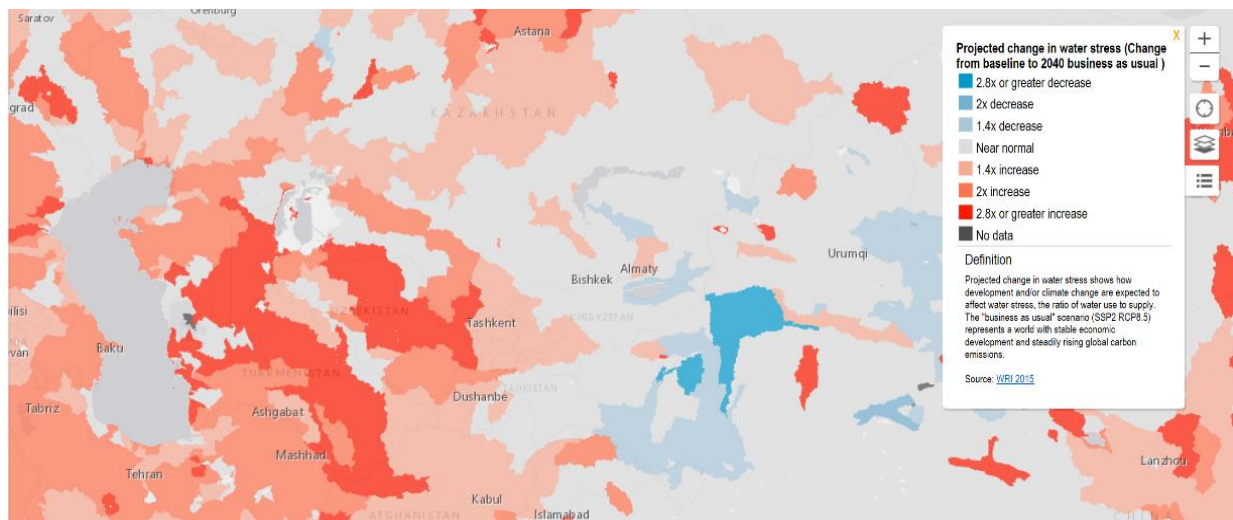 Saratov
Orenburg
Astana
grad
KAZAKHSTAN
Urumqi
Bishkek
Almaty
KYRGYZSTAN
UZBEKISTAN
Tashkent
bilisi
Baku
evan
TURKMENISTAN
TAJIKISTAN
Dushanbe
Ashgabat
Tabriz
Mashhad
Tehran
Kabul
Islamabad
AFGHANISTAN
Lanzhou
CHINA
X
Projected change in water stress (Change
from baseline to 2040 business as usual )
2.8x or greater decrease
2x decrease
1.4x decrease
Near normal
1.4x increase
2x increase
2.8x or greater increase
No data
Definition
Projected change in water stress shows how
development and/or climate change are expected to
affect water stress, the ratio of water use to supply.
The "business as usual" scenario (SSP2 RCP8.5)
represents a world with stable economic
development and steadily rising global carbon
emissions.
Source: WRI 2015
+
−